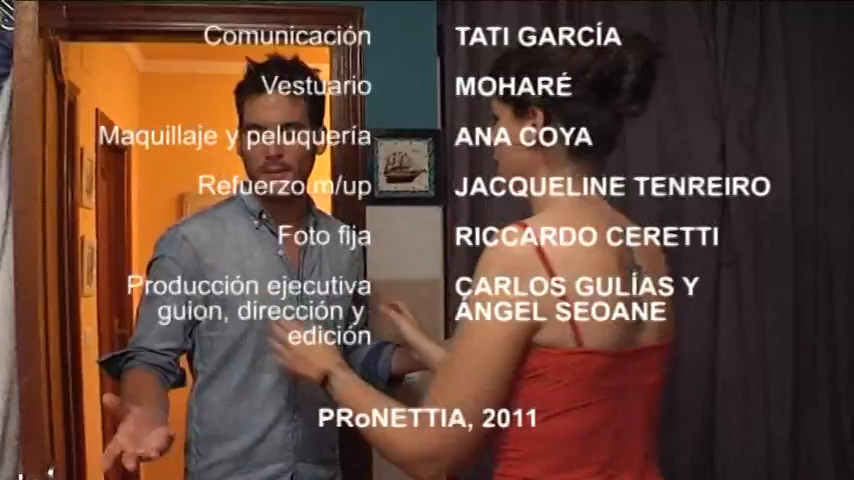 Comunicación TATI GARCÍA
Vestuario MOHARÉ
Maquillaje y peluquería ANA COYA
Refuerzo m/up JACQUELINE TENREIRO
Foto fija RICCARDO CERETTI
Producción ejecutiva CARLOS GULÍAS Y
guion, dirección y ÁNGEL SEOANE
edición
PRoNETTIA, 2011